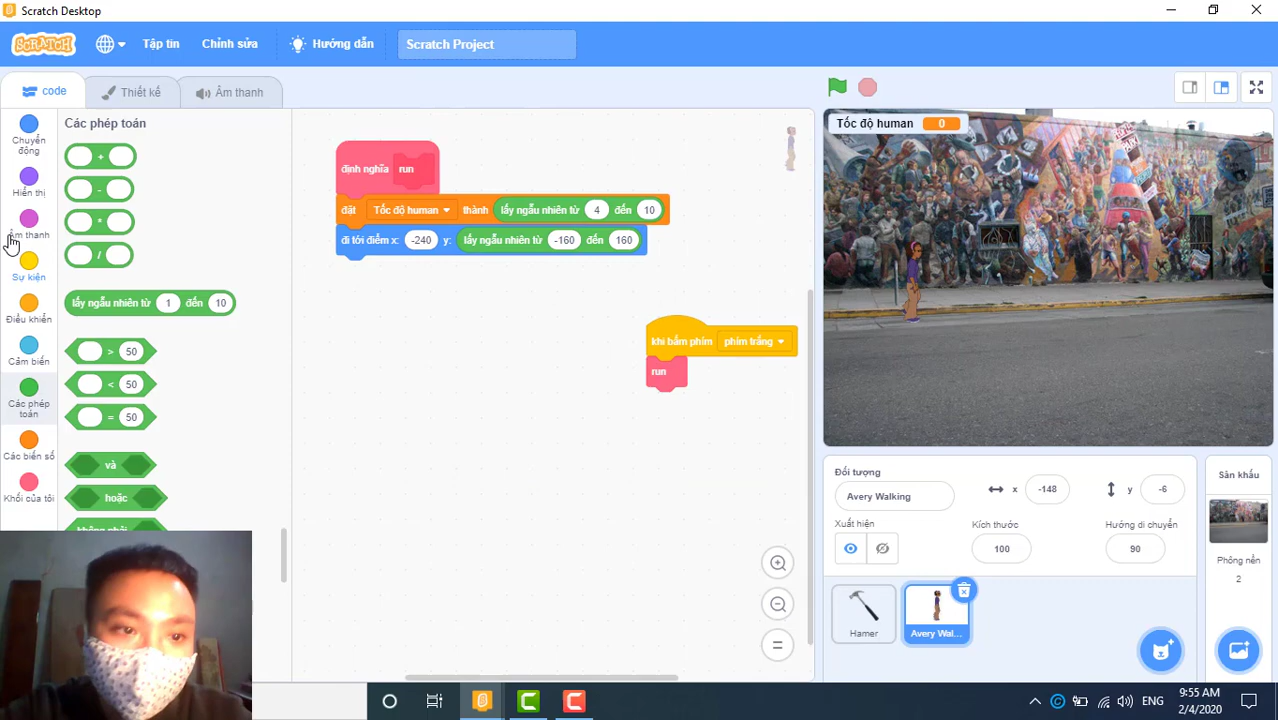 Scratch Desktop
SCRATCH
Tập tin
Chỉnh sửa
Hướng dẫn
Scratch Project
code
Thiết kế
Âm thanh
Chuyển động
Hiển thị
Âm thanh
Sự kiện
Điều khiển
Cảm biến
Các phép toán
Các biến số
Khối của tôi
Các phép toán
+
-
*
/
lấy ngẫu nhiên từ 1 đến 10
> 50
< 50
= 50
và
hoặc
không phải
định nghĩa run
đặt Tốc độ human thành lấy ngẫu nhiên từ 4 đến 10
đi tới điểm x: -240 y: lấy ngẫu nhiên từ -160 đến 160
khi bấm phím phím trắng
run
Tốc độ human 0
Đối tượng
Avery Walking
x -148
y -6
Xuất hiện
Kích thước
100
Hướng di chuyển
90
Hamer
Avery Wal...
Sân khấu
Phông nền
2
ENG
9:55 AM
2/4/2020